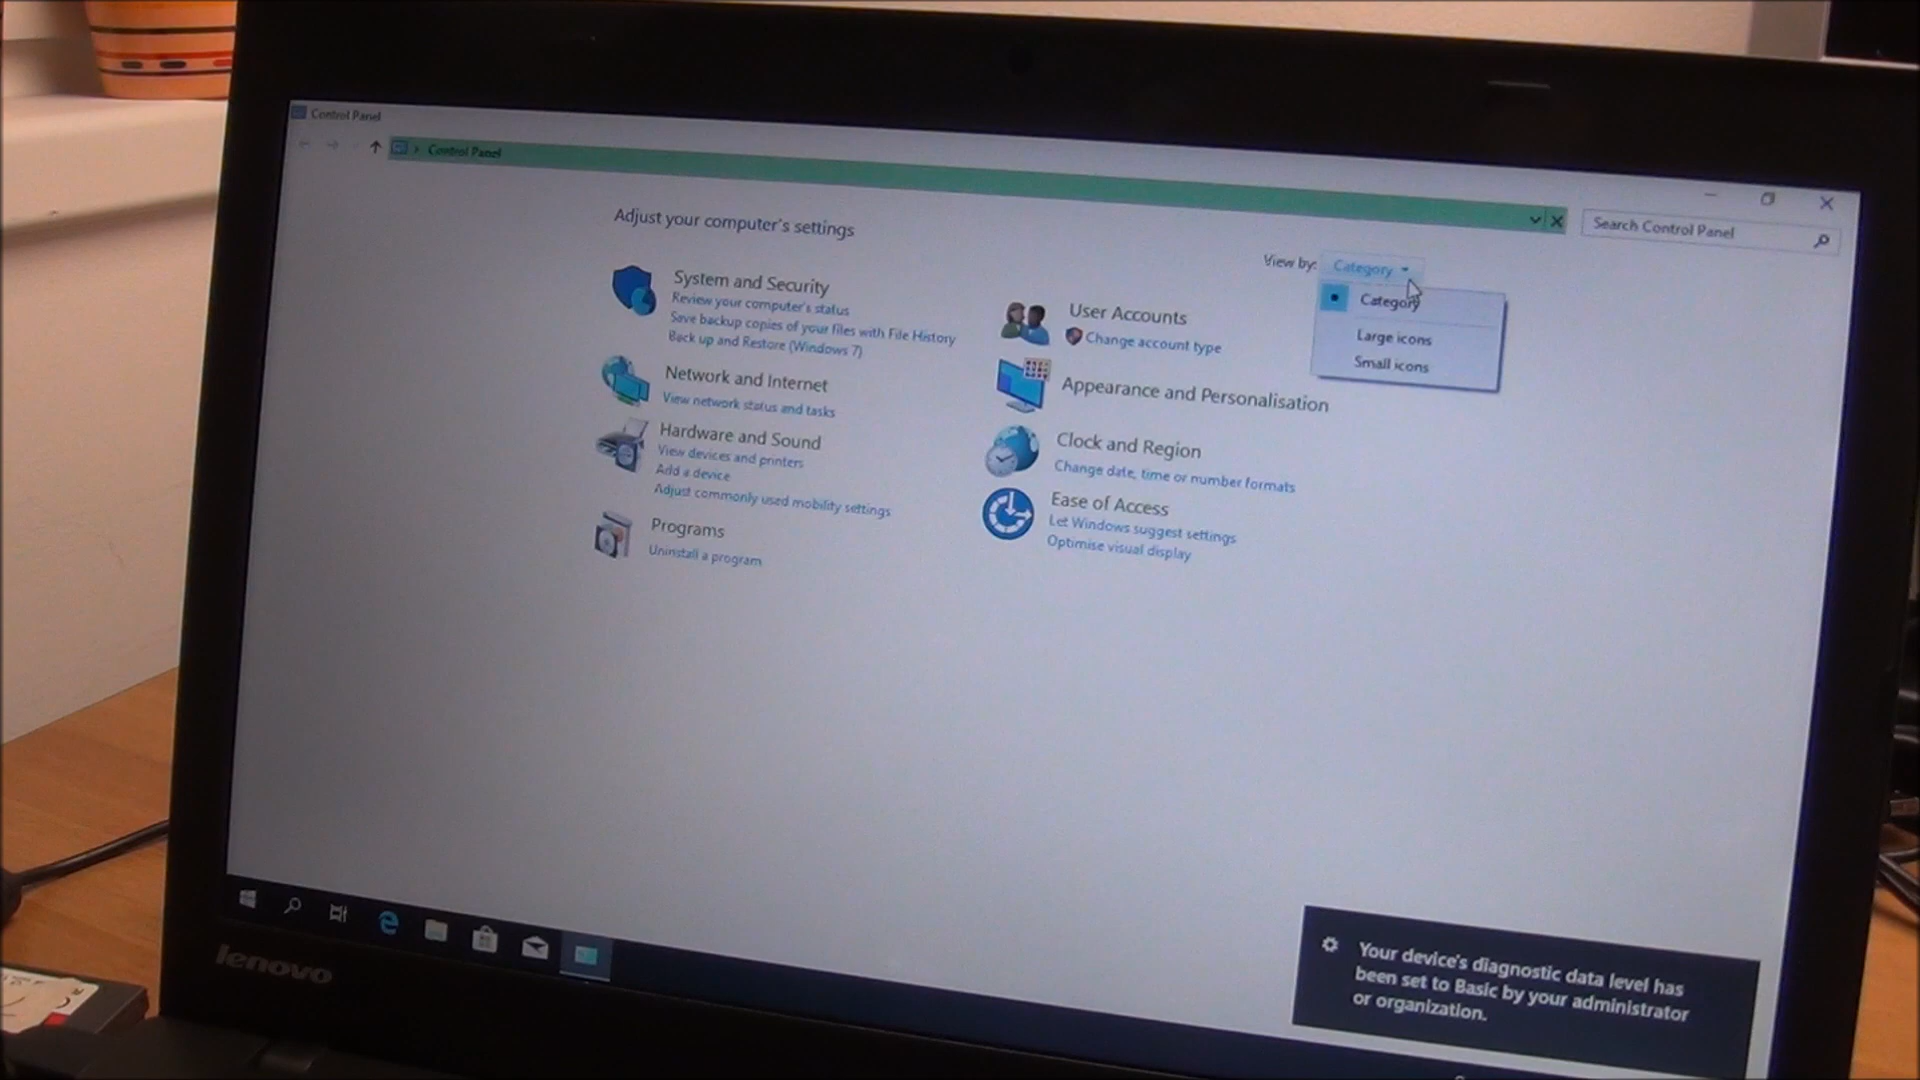 Control Panel
Control Panel
Search Control Panel
Adjust your computer's settings
View by:
Category
Category
Large icons
Small icons
System and Security
Review your computer's status
Save backup copies of your files with File History
Back up and Restore (Windows 7)
Network and Internet
View network status and tasks
Hardware and Sound
View devices and printers
Add a device
Adjust commonly used mobility settings
Programs
Uninstall a program
User Accounts
Change account type
Appearance and Personalisation
Clock and Region
Change date, time or number formats
Ease of Access
Let Windows suggest settings
Optimise visual display
Your device's diagnostic data level has
been set to Basic by your administrator
or organization.
lenovo